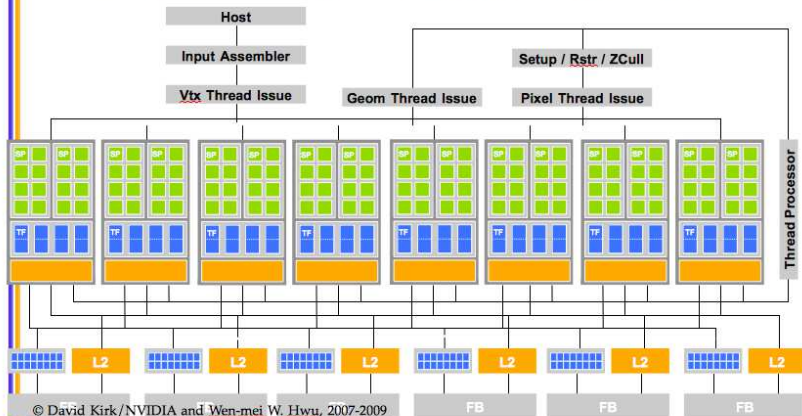 Host
Input Assembler
Setup / Rstr / ZCull
Vtx Thread Issue
Geom Thread Issue
Pixel Thread Issue
SP SP SP SP SP SP SP SP SP SP SP SP SP SP SP SP
TF TF TF TF TF TF TF TF
Thread Processor
L2 L2 L2 L2 L2 L2
FB FB FB
© David Kirk/NVIDIA and Wen-mei W. Hwu, 2007-2009